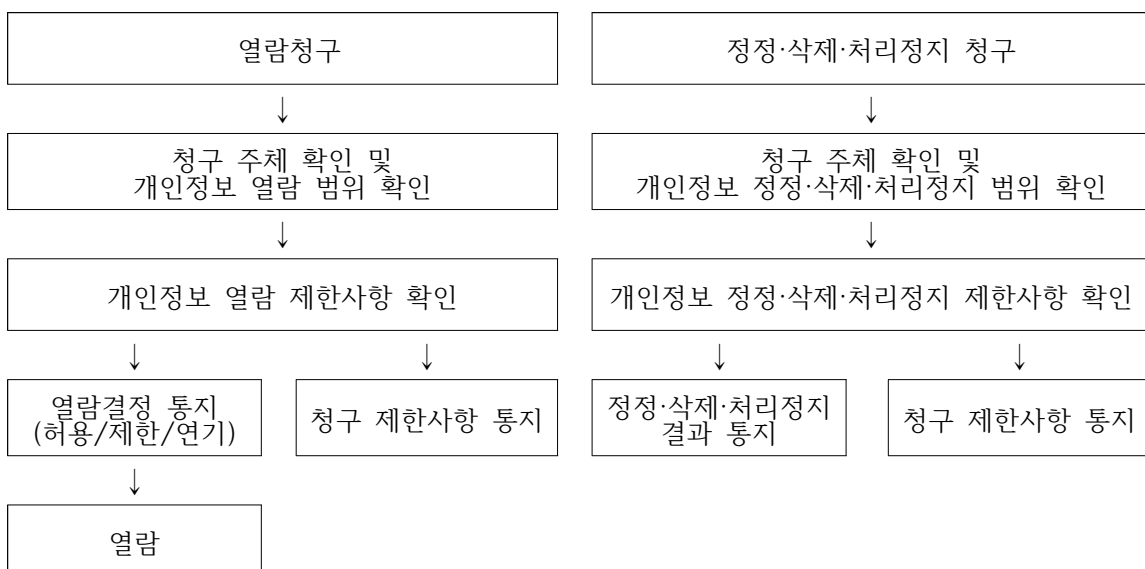 열람청구
↓
청구 주체 확인 및
개인정보 열람 범위 확인
↓
개인정보 열람 제한사항 확인
↓ ↓
열람결정 통지
(허용/제한/연기)
청구 제한사항 통지
↓
열람
정정·삭제·처리정지 청구
↓
청구 주체 확인 및
개인정보 정정·삭제·처리정지 범위 확인
↓
개인정보 정정·삭제·처리정지 제한사항 확인
↓ ↓
정정·삭제·처리정지
결과 통지
청구 제한사항 통지